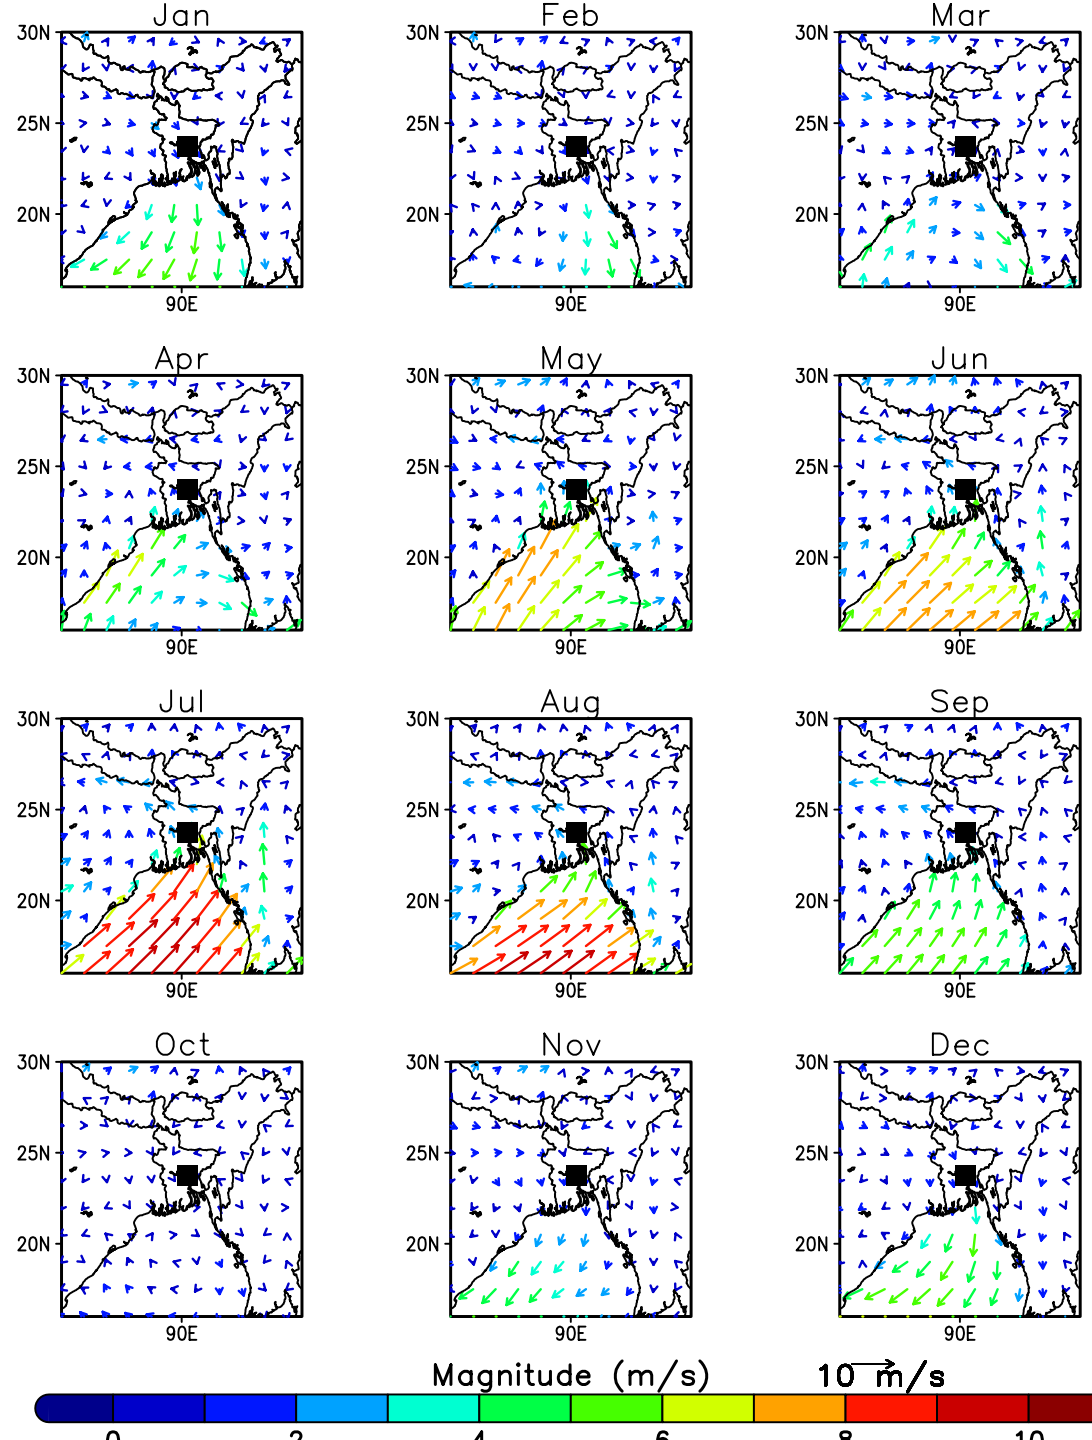 Jan Feb Mar
30N 30N 30N
25N 25N 25N
20N 20N 20N
90E 90E 90E
Apr May Jun
30N 30N 30N
25N 25N 25N
20N 20N 20N
90E 90E 90E
Jul Aug Sep
30N 30N 30N
25N 25N 25N
20N 20N 20N
90E 90E 90E
Oct Nov Dec
30N 30N 30N
25N 25N 25N
20N 20N 20N
90E 90E 90E
Magnitude (m/s) 10 m/s
0 2 4 6 8 10